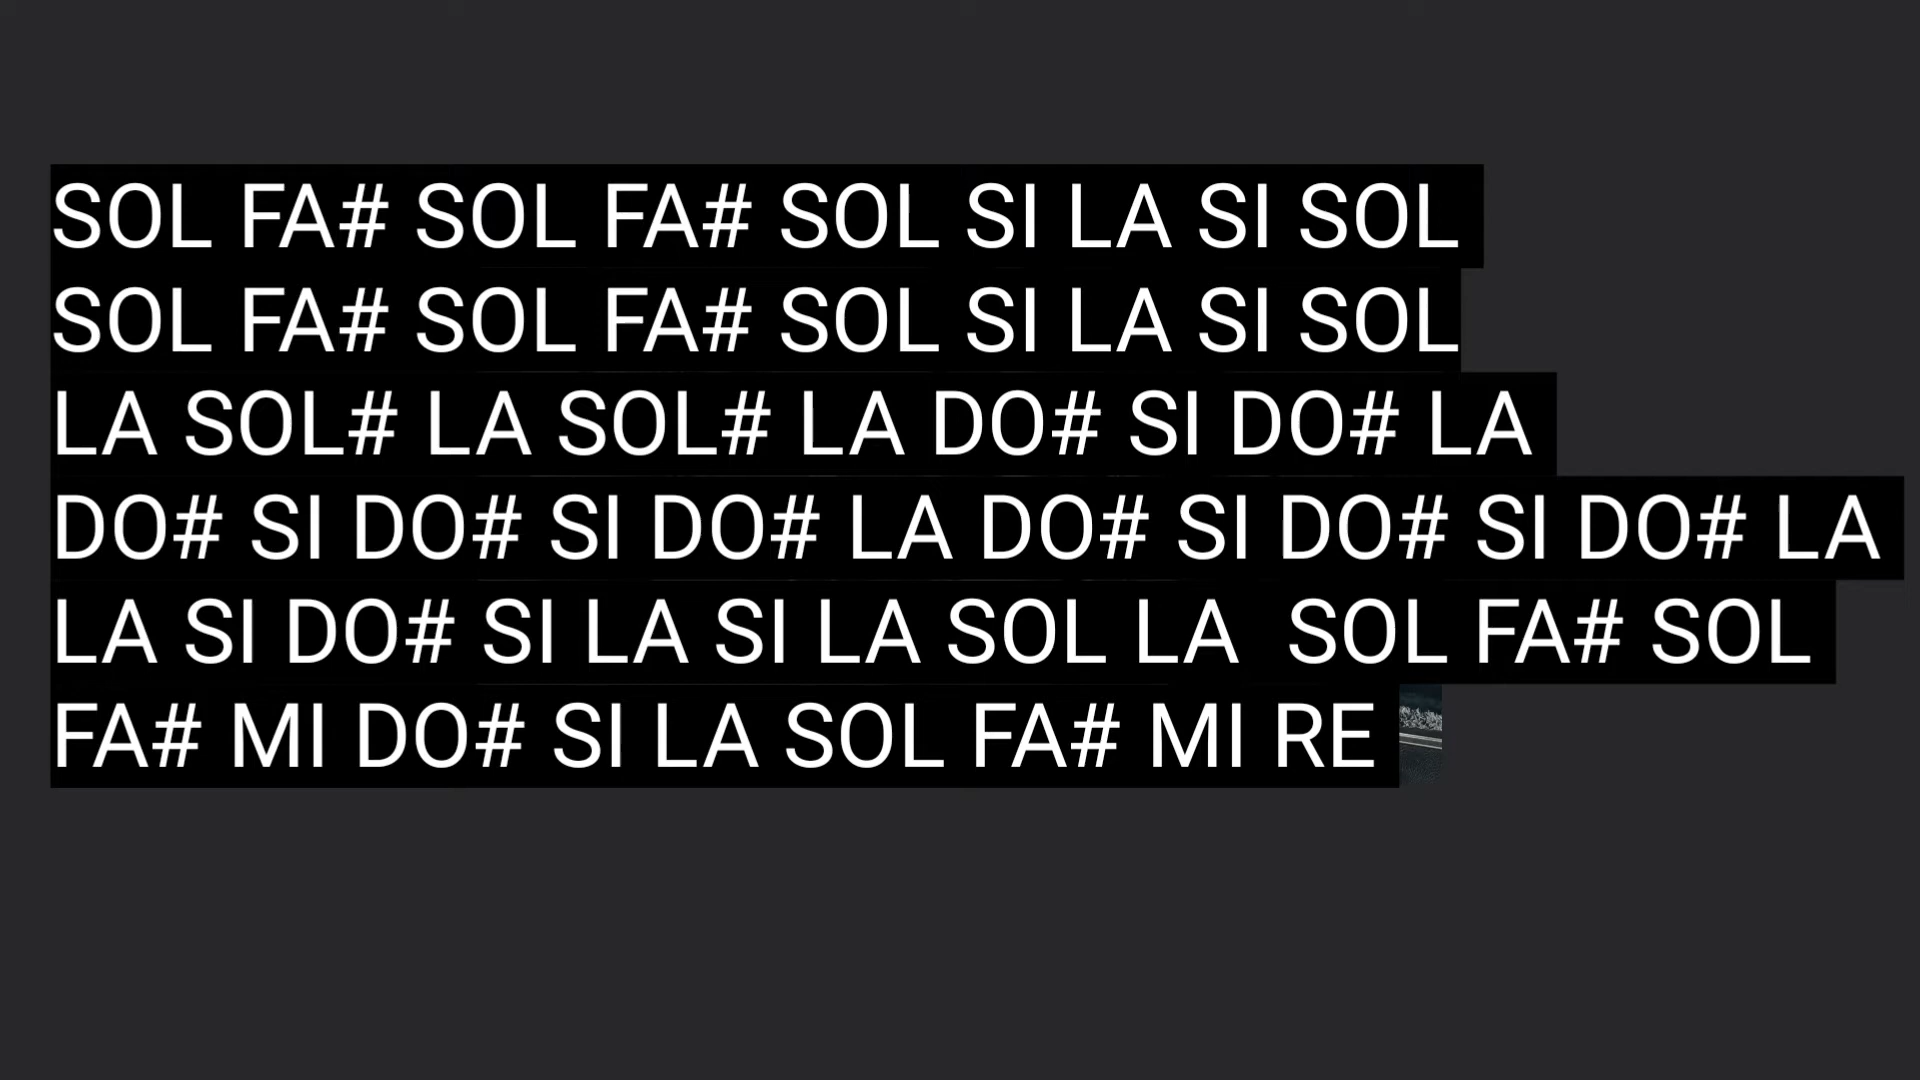 SOL FA# SOL FA# SOL SI LA SI SOL
SOL FA# SOL FA# SOL SI LA SI SOL
LA SOL# LA SOL# LA DO# SI DO# LA
DO# SI DO# SI DO# LA DO# SI DO# SI DO# LA
LA SI DO# SI LA SI LA SOL LA  SOL FA# SOL
FA# MI DO# SI LA SOL FA# MI RE